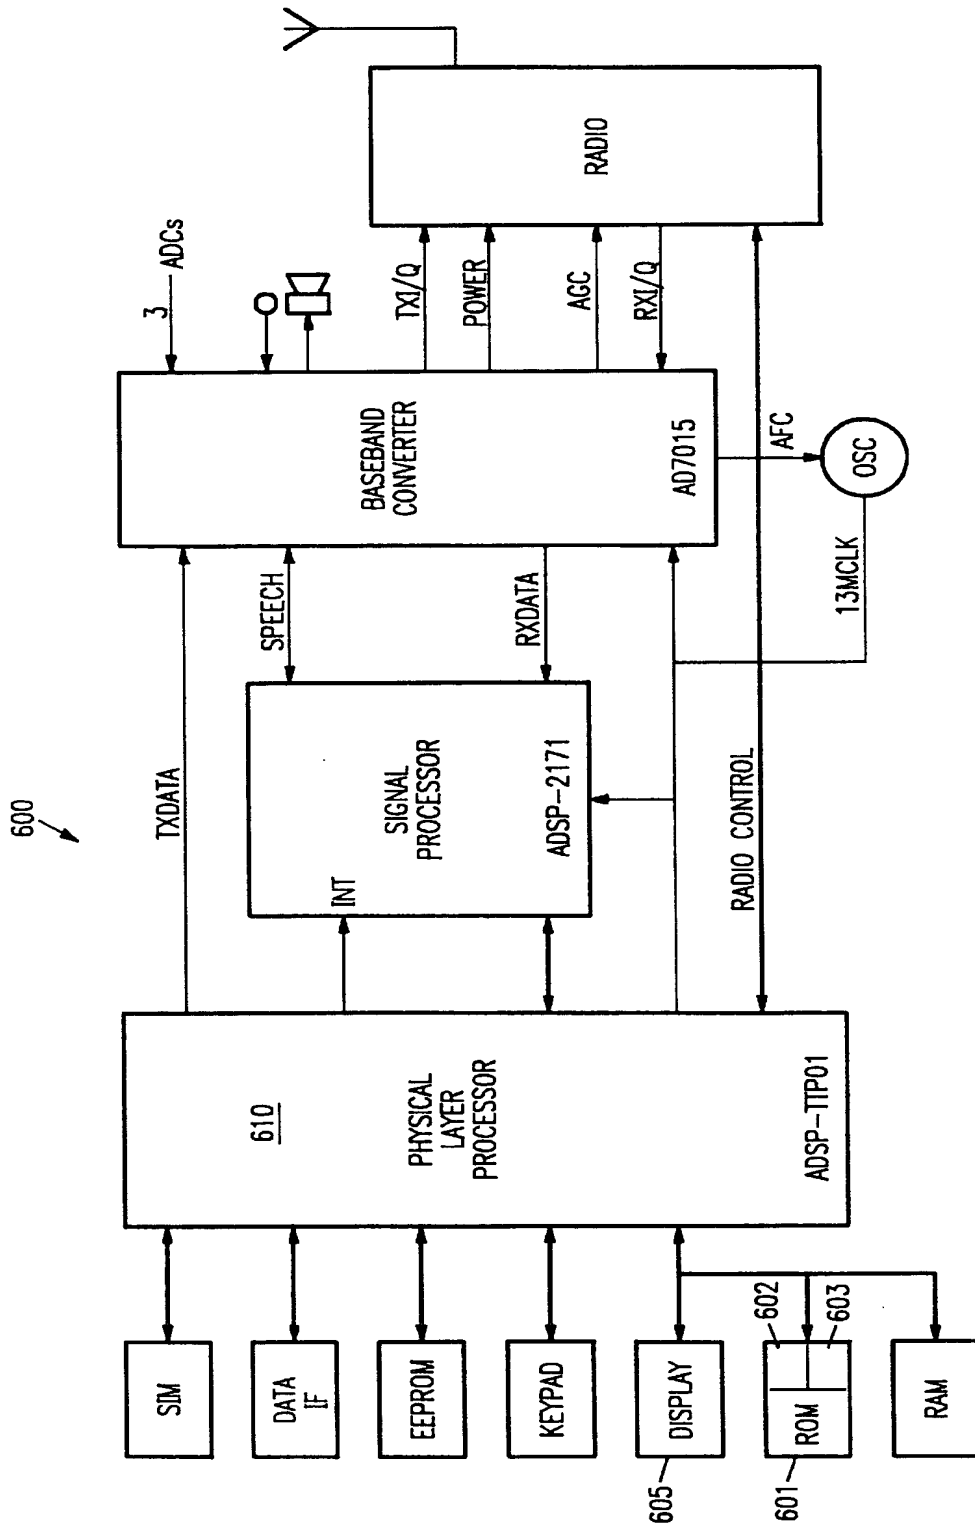 600
SIM
DATA
IF
EEPROM
KEYPAD
DISPLAY
605
ROM
601
602
603
RAM
610
PHYSICAL
LAYER
PROCESSOR
ADSP-TTP01
TXDATA
INT
SIGNAL
PROCESSOR
ADSP-2171
SPEECH
RXDATA
RADIO CONTROL
13MCLK
BASEBAND
CONVERTER
AD7015
AFC
OSC
3
ADCs
TXI/Q
POWER
AGC
RXI/Q
RADIO